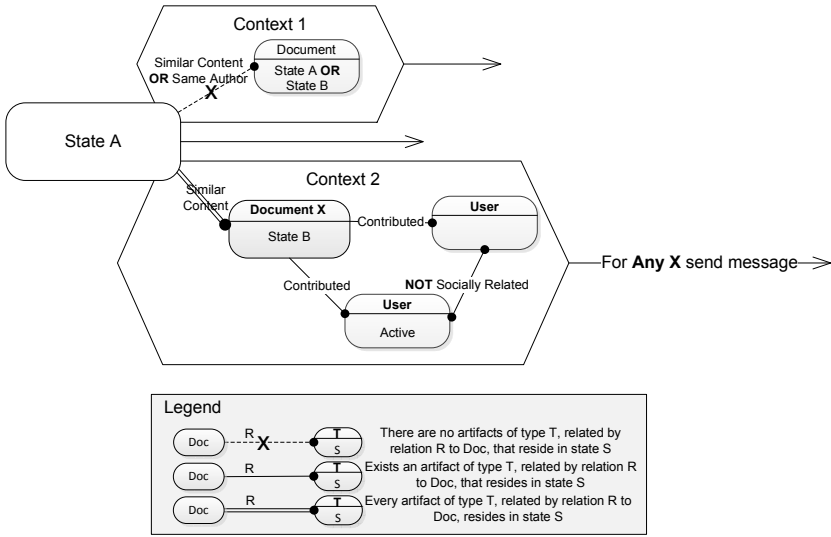 Context 1
Similar Content
OR Same Author
X
Document
State A OR
State B
State A
Context 2
Similar
Content
Document X
State B
Contributed
User
Contributed
NOT Socially Related
User
Active
For Any X send message
Legend
Doc
R
X
T
S
There are no artifacts of type T, related by
relation R to Doc, that reside in state S
Doc
R
T
S
Exists an artifact of type T, related by relation R
to Doc, that resides in state S
Doc
R
T
S
Every artifact of type T, related by relation R to
Doc, resides in state S